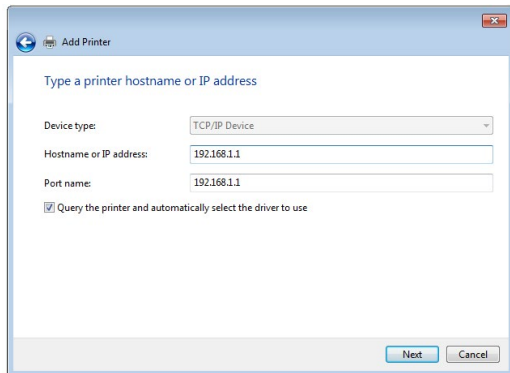 Add Printer
Type a printer hostname or IP address
Device type: TCP/IP Device
Hostname or IP address: 192.168.1.1
Port name: 192.168.1.1
Query the printer and automatically select the driver to use
Next Cancel